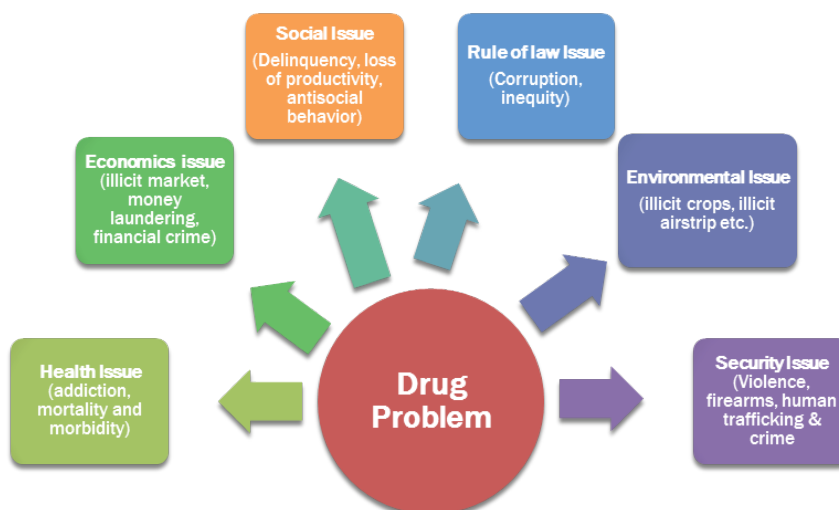 Social Issue
(Delinquency, loss
of productivity,
antisocial
behavior)
Rule of law Issue
(Corruption,
inequity)
Economics issue
(illicit market,
money
laundering,
financial crime)
Environmental Issue
(illicit crops, illicit
airstrip etc.)
Health Issue
(addiction,
mortality and
morbidity)
Drug
Problem
Security Issue
(Violence,
firearms, human
trafficking &
crime